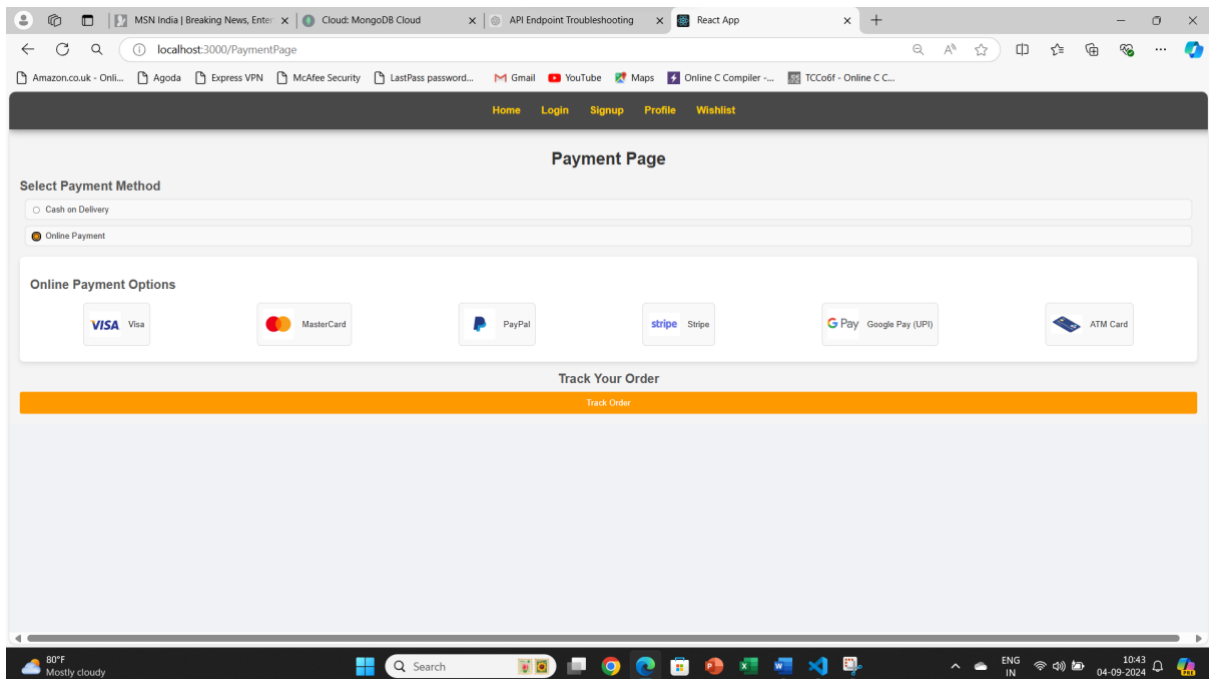 MSN India | Breaking News, Enter
Cloud: MongoDB Cloud
API Endpoint Troubleshooting
React App
localhost:3000/PaymentPage
Amazon.co.uk - Onli...
Agoda
Express VPN
McAfee Security
LastPass password...
Gmail
YouTube
Maps
Online C Compiler -...
TCCo6f - Online C C...
Home Login Signup Profile Wishlist
Payment Page
Select Payment Method
Cash on Delivery
Online Payment
Online Payment Options
VISA Visa
MasterCard
PayPal
stripe Stripe
G Pay Google Pay (UPI)
ATM Card
Track Your Order
Track Order
80°F
Mostly cloudy
Search
ENG
IN
10:43
04-09-2024